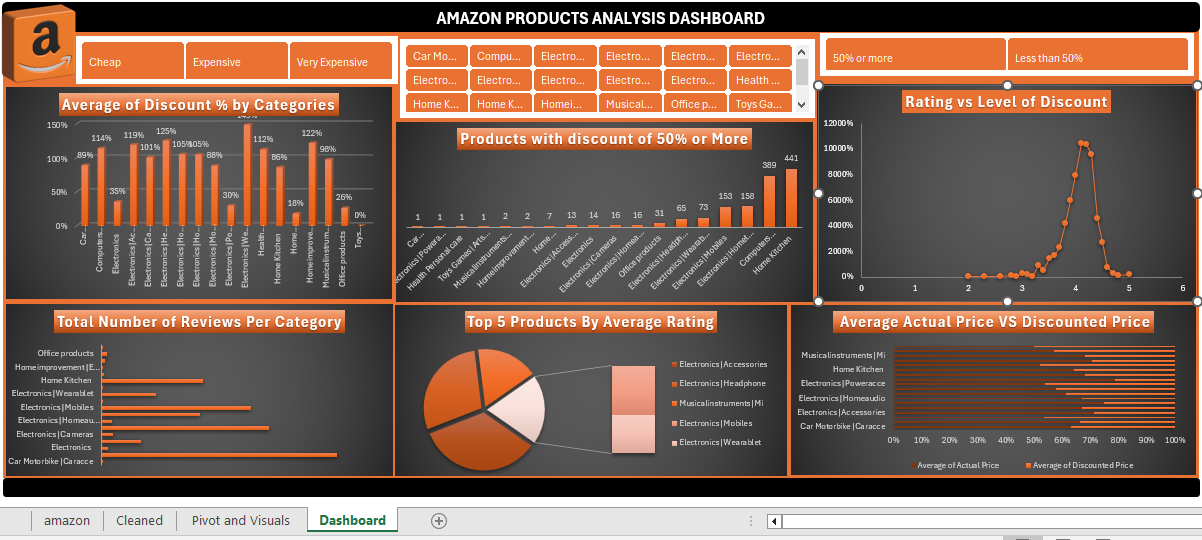 AMAZON PRODUCTS ANALYSIS DASHBOARD
a
Cheap
Expensive
Very Expensive
Car Mo...
Compu...
Electro...
Electro...
Electro...
Electro...
Electro...
Electro...
Electro...
Electro...
Electro...
Health ...
Home K...
Home K...
Homei...
Musical...
Office p...
Toys Ga...
50% or more
Less than 50%
Average of Discount % by Categories
150%
100%
50%
0%
89%
114%
35%
119%
101%
125%
105%
105%
88%
30%
112%
86%
18%
122%
98%
26%
0%
Car...
Computers...
Electronics
Electronics|Ac...
Electronics|Ca...
Electronics|He...
Electronics|Ho...
Electronics|Ho...
Electronics|Mo...
Electronics|Po...
Electronics|We...
Health...
Home Kitchen
Home...
Homeimprove...
Musicalinstrum...
Office products
Toys...
Products with discount of 50% or More
1
1
1
1
2
2
7
13
14
16
16
31
65
73
153
158
389
441
Car...
Health Personalcare
Toys Games|Arts...
Musicalinstruments...
Homeimprovement...
Home...
Electronics|Access...
Electronics
Electronics|Cameras
Electronics|Homea...
Office products
Electronics|Headph...
Electronics|Wearab...
Electronics|Mobiles
Electronics|Homet...
Computers...
Home Kitchen
Rating vs Level of Discount
12000%
10000%
8000%
6000%
4000%
2000%
0%
0
1
2
3
4
5
6
Total Number of Reviews Per Category
Office products
Homeimprovement|E...
Home Kitchen
Electronics|Wearablet
Electronics|Mobiles
Electronics|Homeau...
Electronics|Cameras
Electronics
Car Motorbike|Caracce
Top 5 Products By Average Rating
Electronics|Accessories
Electronics|Headphone
Musicalinstruments|Mi
Electronics|Mobiles
Electronics|Wearablet
Average Actual Price VS Discounted Price
Musicalinstruments|Mi
Home Kitchen
Electronics|Poweracce
Electronics|Homeaudio
Electronics|Accessories
Car Motorbike|Caracce
0% 10% 20% 30% 40% 50% 60% 70% 80% 90% 100%
Average of Actual Price
Average of Discounted Price
amazon
Cleaned
Pivot and Visuals
Dashboard